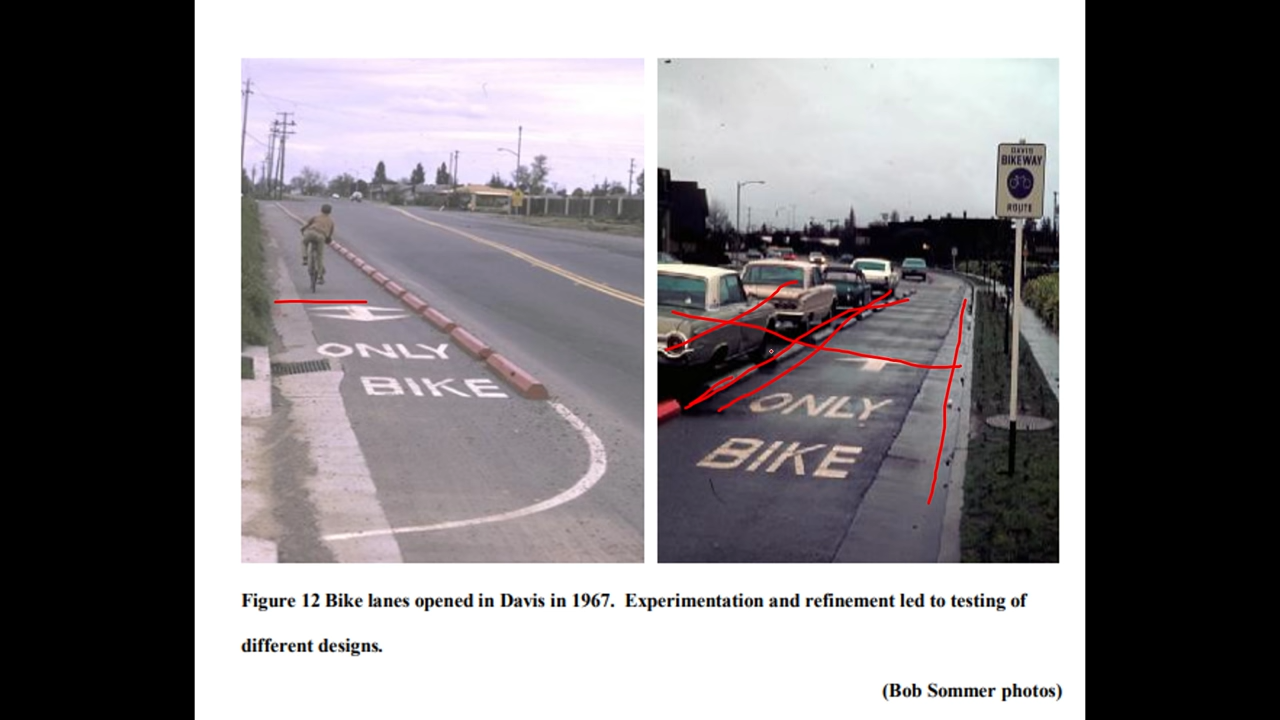 ONLY
BIKE
DAVIS
BIKEWAY
ROUTE
ONLY
BIKE
Figure 12 Bike lanes opened in Davis in 1967. Experimentation and refinement led to testing of
different designs.
(Bob Sommer photos)